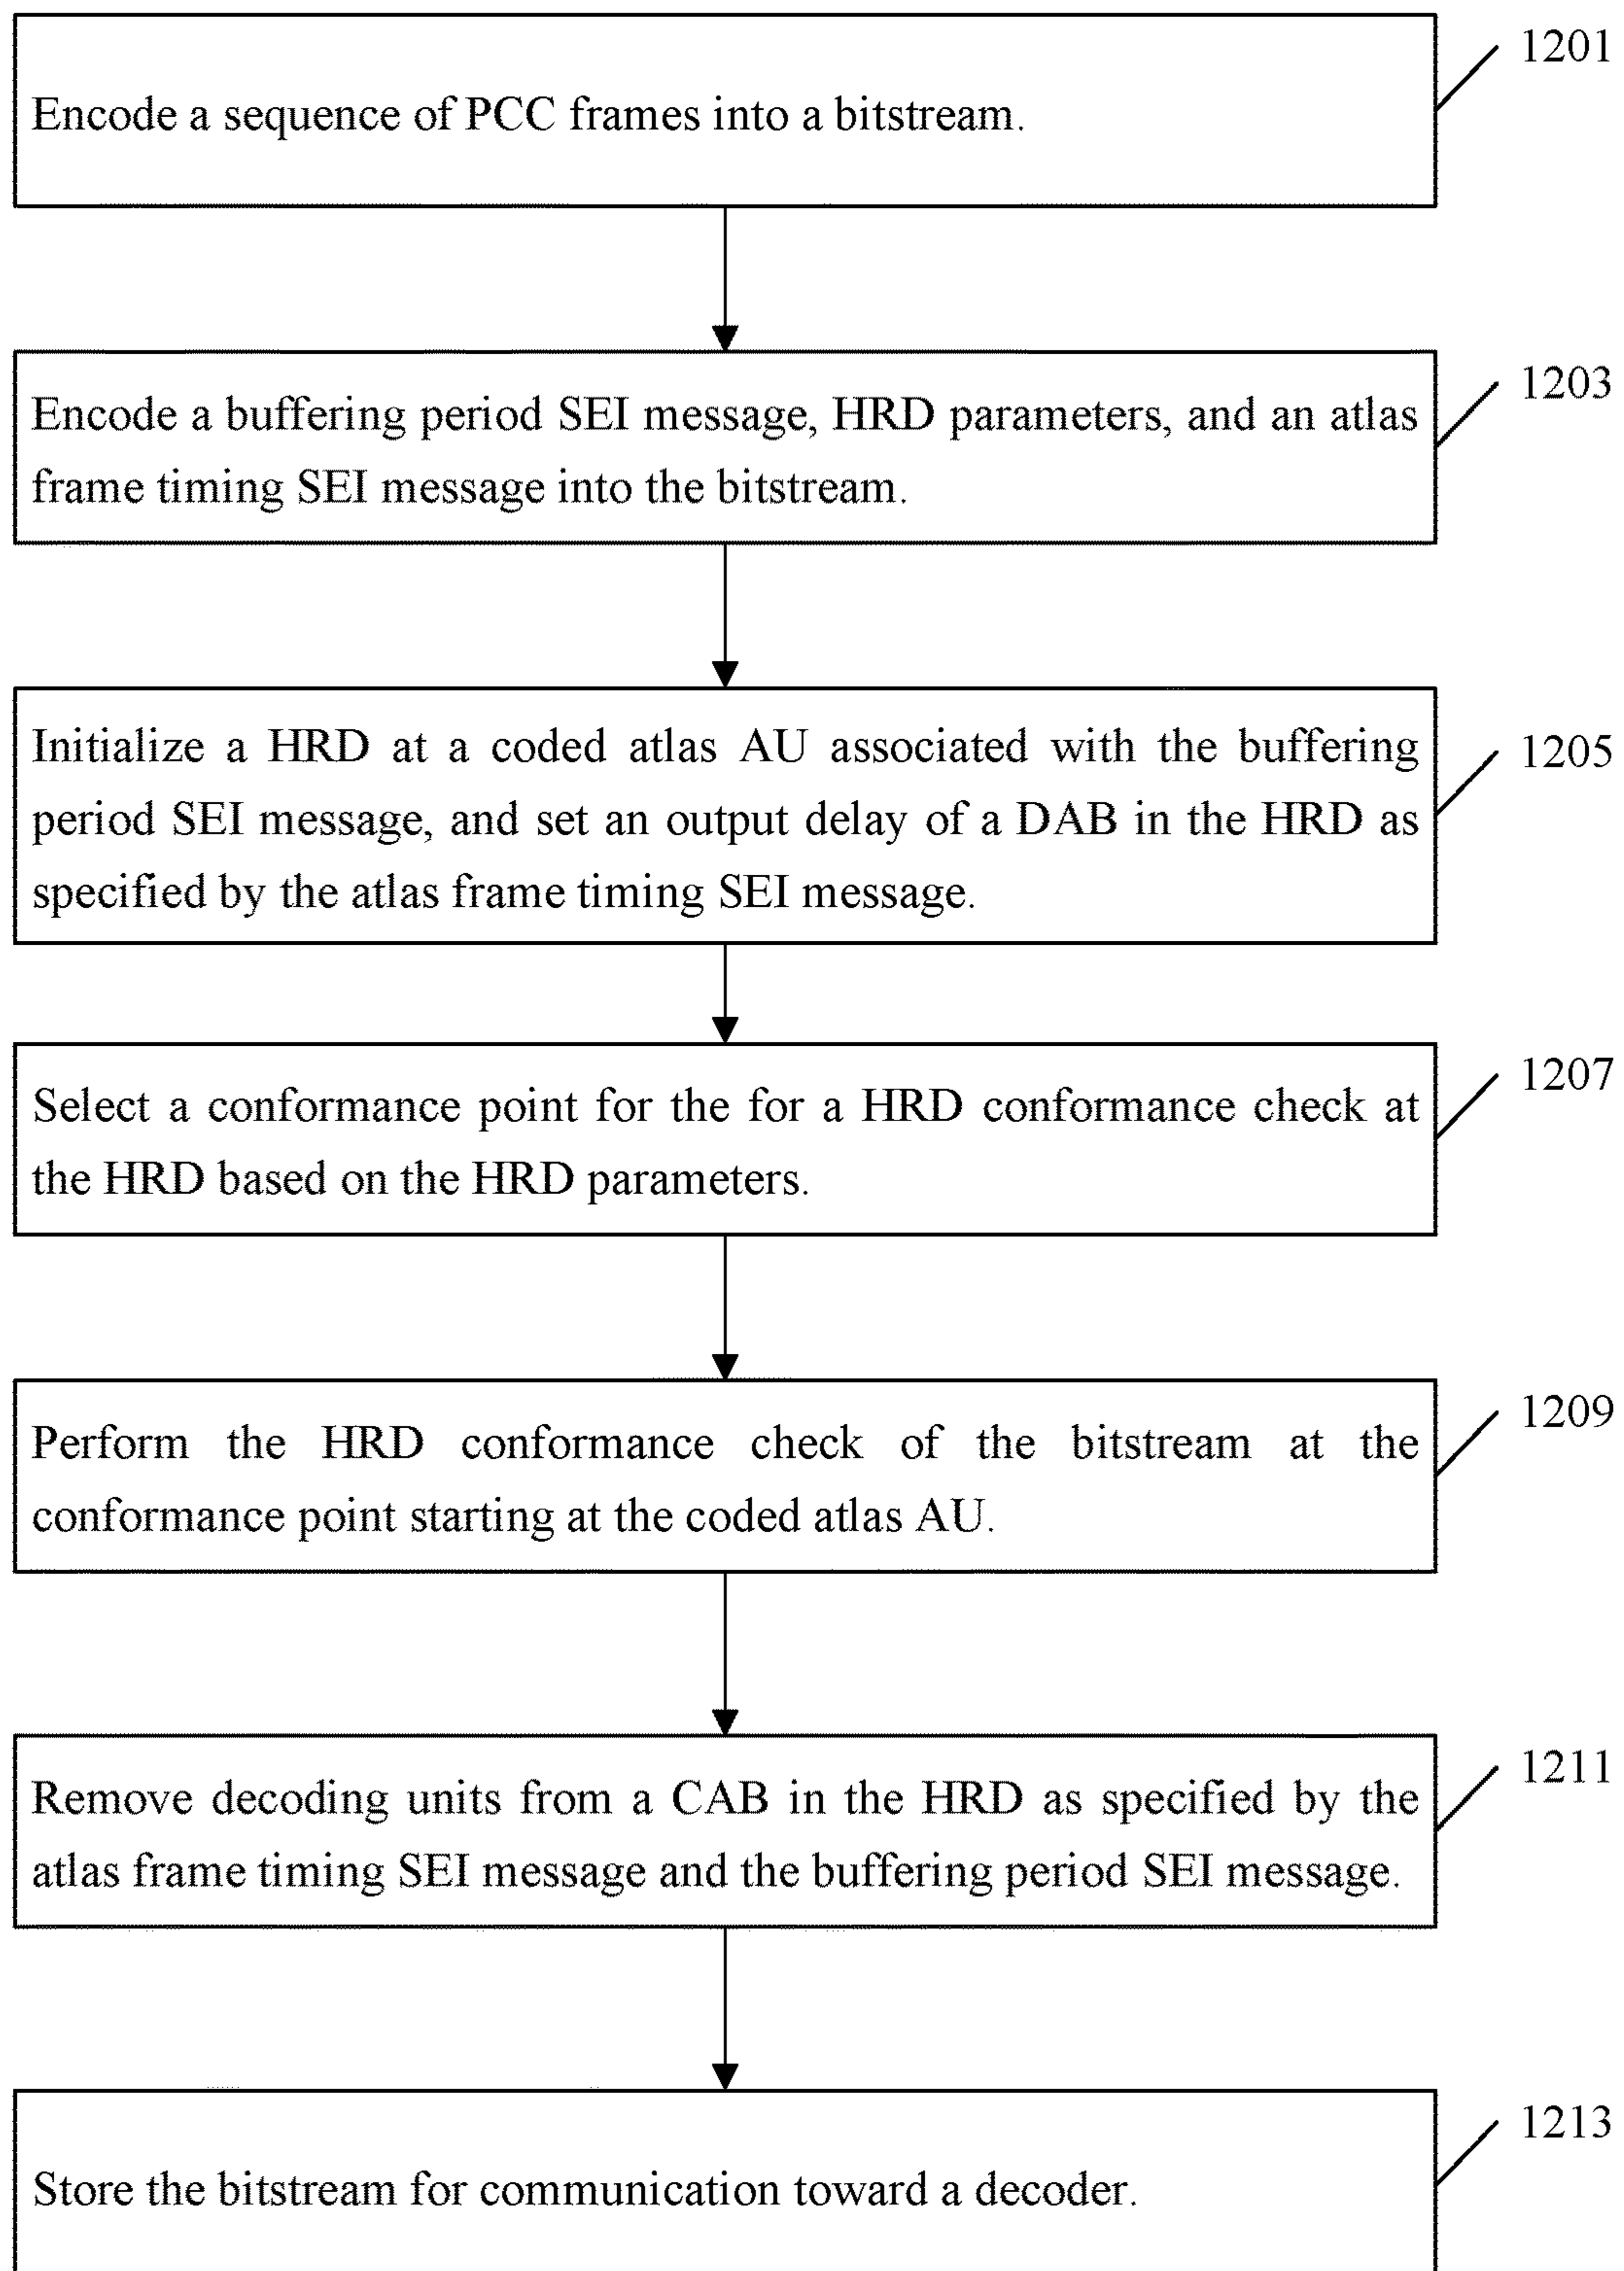 1201
Encode a sequence of PCC frames into a bitstream.
1203
Encode a buffering period SEI message, HRD parameters, and an atlas
frame timing SEI message into the bitstream.
1205
Initialize a HRD at a coded atlas AU associated with the buffering
period SEI message, and set an output delay of a DAB in the HRD as
specified by the atlas frame timing SEI message.
1207
Select a conformance point for the for a HRD conformance check at
the HRD based on the HRD parameters.
1209
Perform the HRD conformance check of the bitstream at the
conformance point starting at the coded atlas AU.
1211
Remove decoding units from a CAB in the HRD as specified by the
atlas frame timing SEI message and the buffering period SEI message.
1213
Store the bitstream for communication toward a decoder.